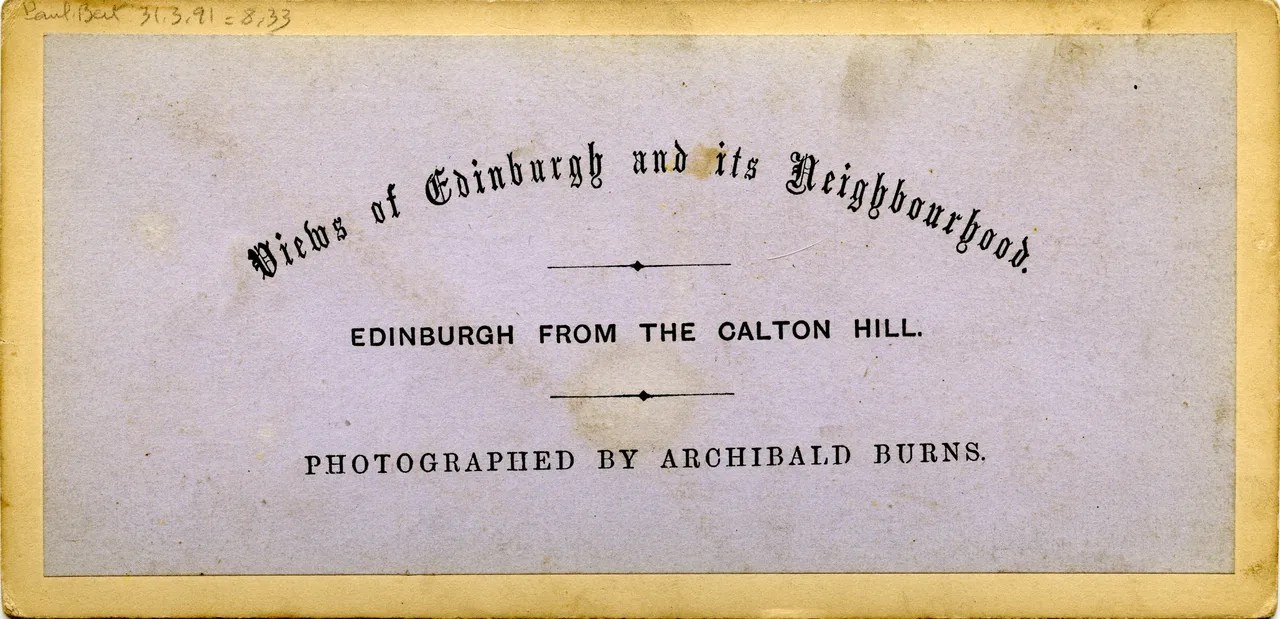 Paul Bert 31.3.91 = 8,33
Views of Edinburgh and its Neighbourhood.
EDINBURGH FROM THE CALTON HILL.
PHOTOGRAPHED BY ARCHIBALD BURNS.